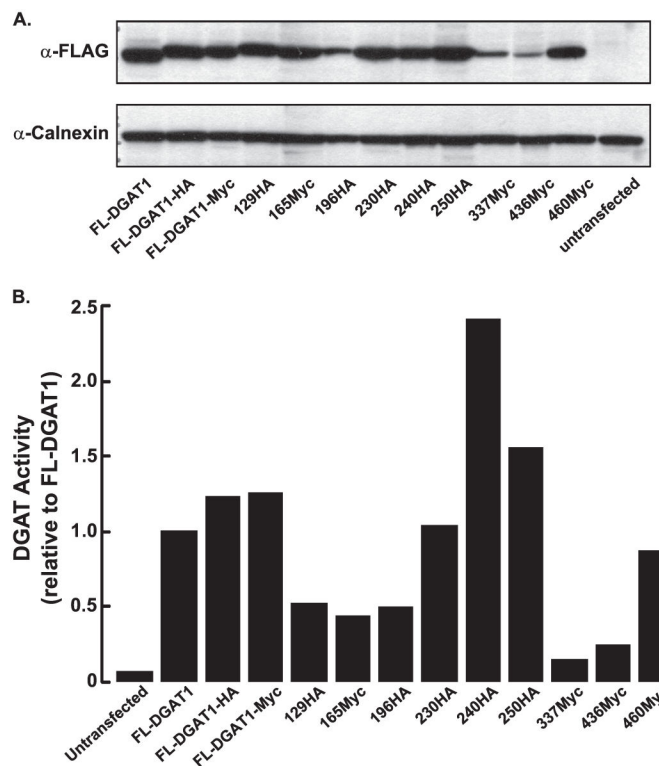 A.
α-FLAG
α-Calnexin
FL-DGAT1
FL-DGAT1-HA
FL-DGAT1-Myc
129HA
165Myc
196HA
230HA
240HA
250HA
337Myc
436Myc
460Myc
untransfected
B.
DGAT Activity
(relative to FL-DGAT1)
2.5
2.0
1.5
1.0
0.5
0
Untransfected
FL-DGAT1
FL-DGAT1-HA
FL-DGAT1-Myc
129HA
165Myc
196HA
230HA
240HA
250HA
337Myc
436Myc
460My